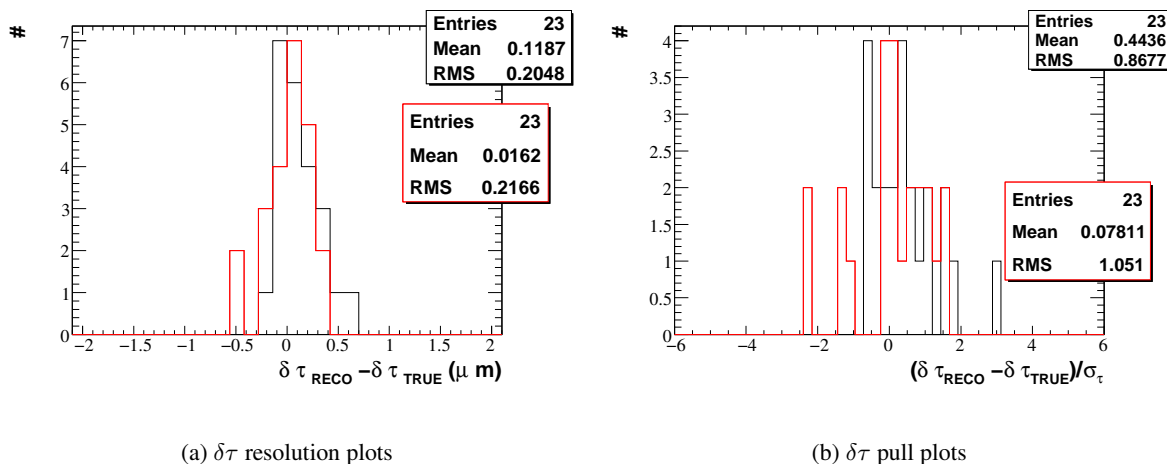 #
7
6
5
4
3
2
1
0
−2 −1.5 −1 −0.5 0 0.5 1 1.5 2
δ τ RECO −δ τ TRUE (μ m)
Entries 23
Mean 0.1187
RMS 0.2048
Entries 23
Mean 0.0162
RMS 0.2166
(a) δτ resolution plots
#
4
3.5
3
2.5
2
1.5
1
0.5
0
−6 −4 −2 0 2 4 6
(δ τ RECO −δ τ TRUE)/σ τ
Entries 23
Mean 0.4436
RMS 0.8677
Entries 23
Mean 0.07811
RMS 1.051
(b) δτ pull plots